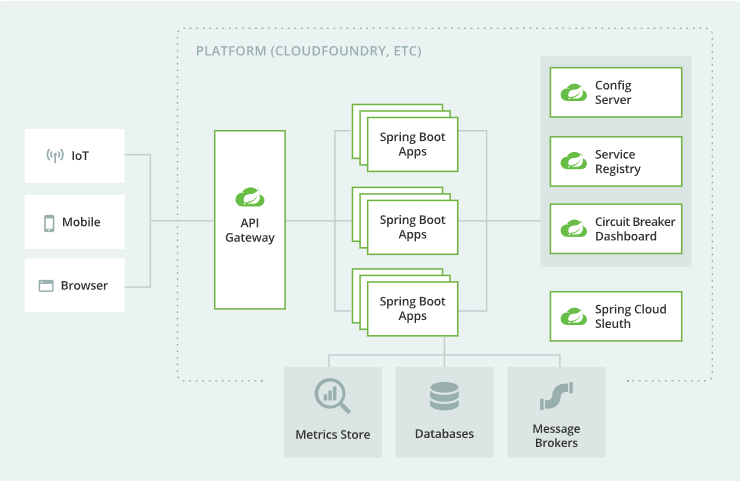 PLATFORM (CLOUDFOUNDRY, ETC)
IoT
Mobile
Browser
API
Gateway
Spring Boot
Apps
Spring Boot
Apps
Spring Boot
Apps
Config
Server
Service
Registry
Circuit Breaker
Dashboard
Spring Cloud
Sleuth
Metrics Store
Databases
Message
Brokers